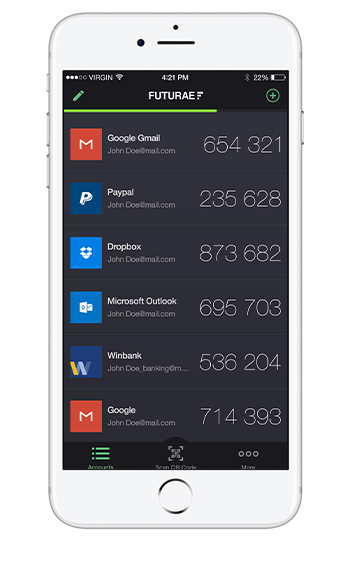 VIRGIN 4:21 PM 22%
FUTURAE
Google Gmail
John Doe@mail.com
654 321
Paypal
John Doe@mail.com
235 628
Dropbox
John Doe@mail.com
873 682
Microsoft Outlook
John Doe@mail.com
695 703
Winbank
John Doe_banking@m....
536 204
Google
John Doe@mail.com
714 393
Accounts Scan QR Code More